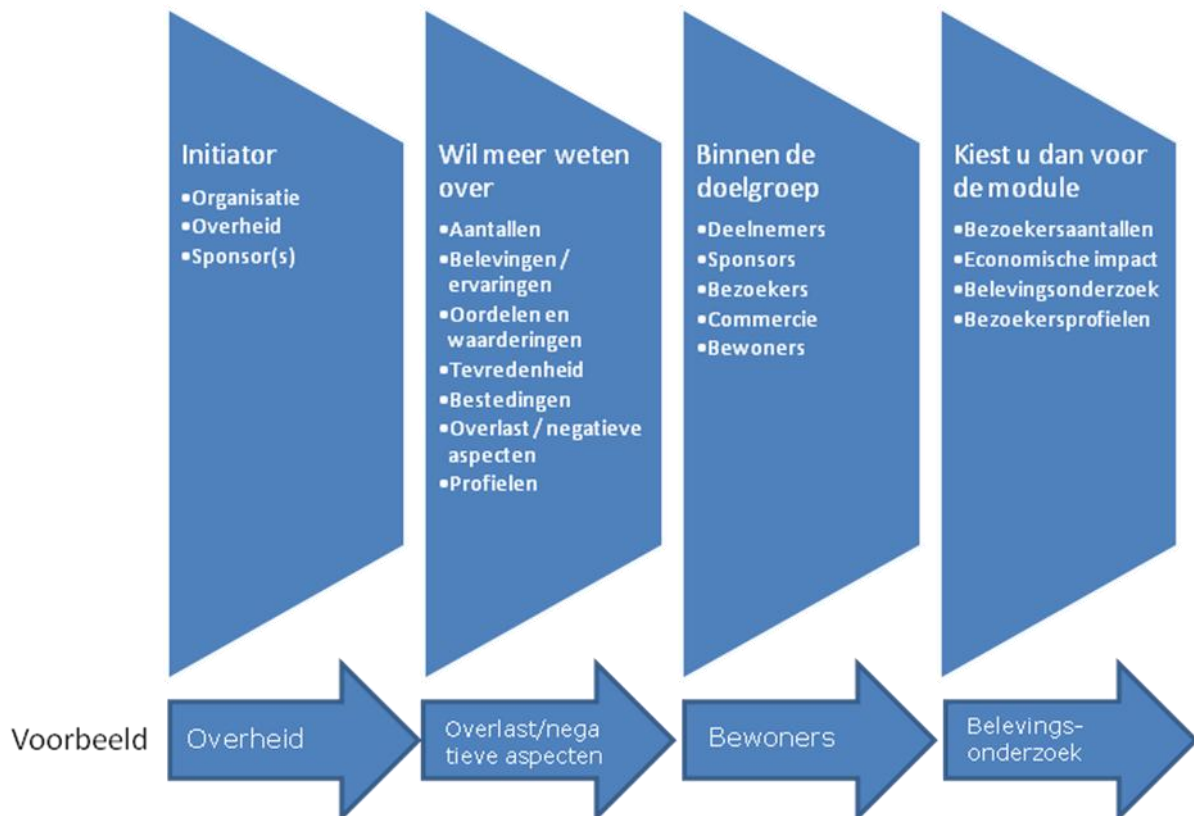 Initiator
•Organisatie
•Overheid
•Sponsor(s)
Wil meer weten
over
•Aantallen
•Belevingen /
ervaringen
•Oordelen en
waarderingen
•Tevredenheid
•Bestedingen
•Overlast / negatieve
aspecten
•Profielen
Binnen de
doelgroep
•Deelnemers
•Sponsors
•Bezoekers
•Commercie
•Bewoners
Kiest u dan voor
de module
•Bezoekersaantallen
•Economische impact
•Belevingsonderzoek
•Bezoekersprofielen
Voorbeeld
Overheid
Overlast/nega
tieve aspecten
Bewoners
Belevings-
onderzoek